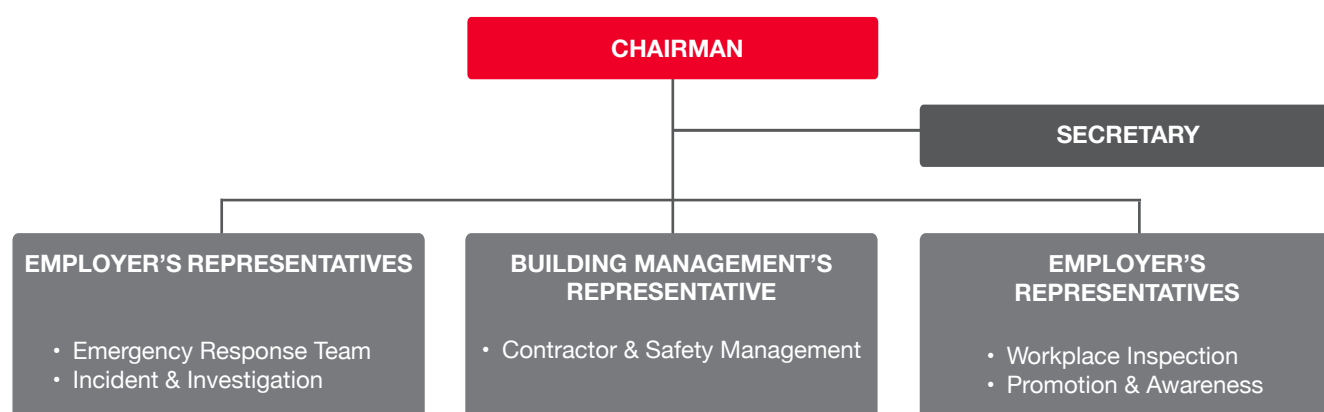 CHAIRMAN
SECRETARY
EMPLOYER’S REPRESENTATIVES
• Emergency Response Team
• Incident & Investigation
BUILDING MANAGEMENT’S
REPRESENTATIVE
• Contractor & Safety Management
EMPLOYER’S
REPRESENTATIVES
• Workplace Inspection
• Promotion & Awareness